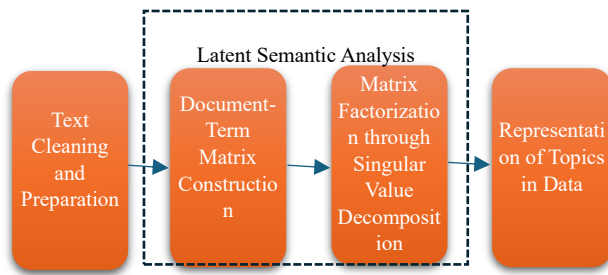 Latent Semantic Analysis
Text
Cleaning
and
Preparation
Document-
Term
Matrix
Constructio
n
Matrix
Factorizatio
n through
Singular
Value
Decomposit
ion
Representati
on of Topics
in Data